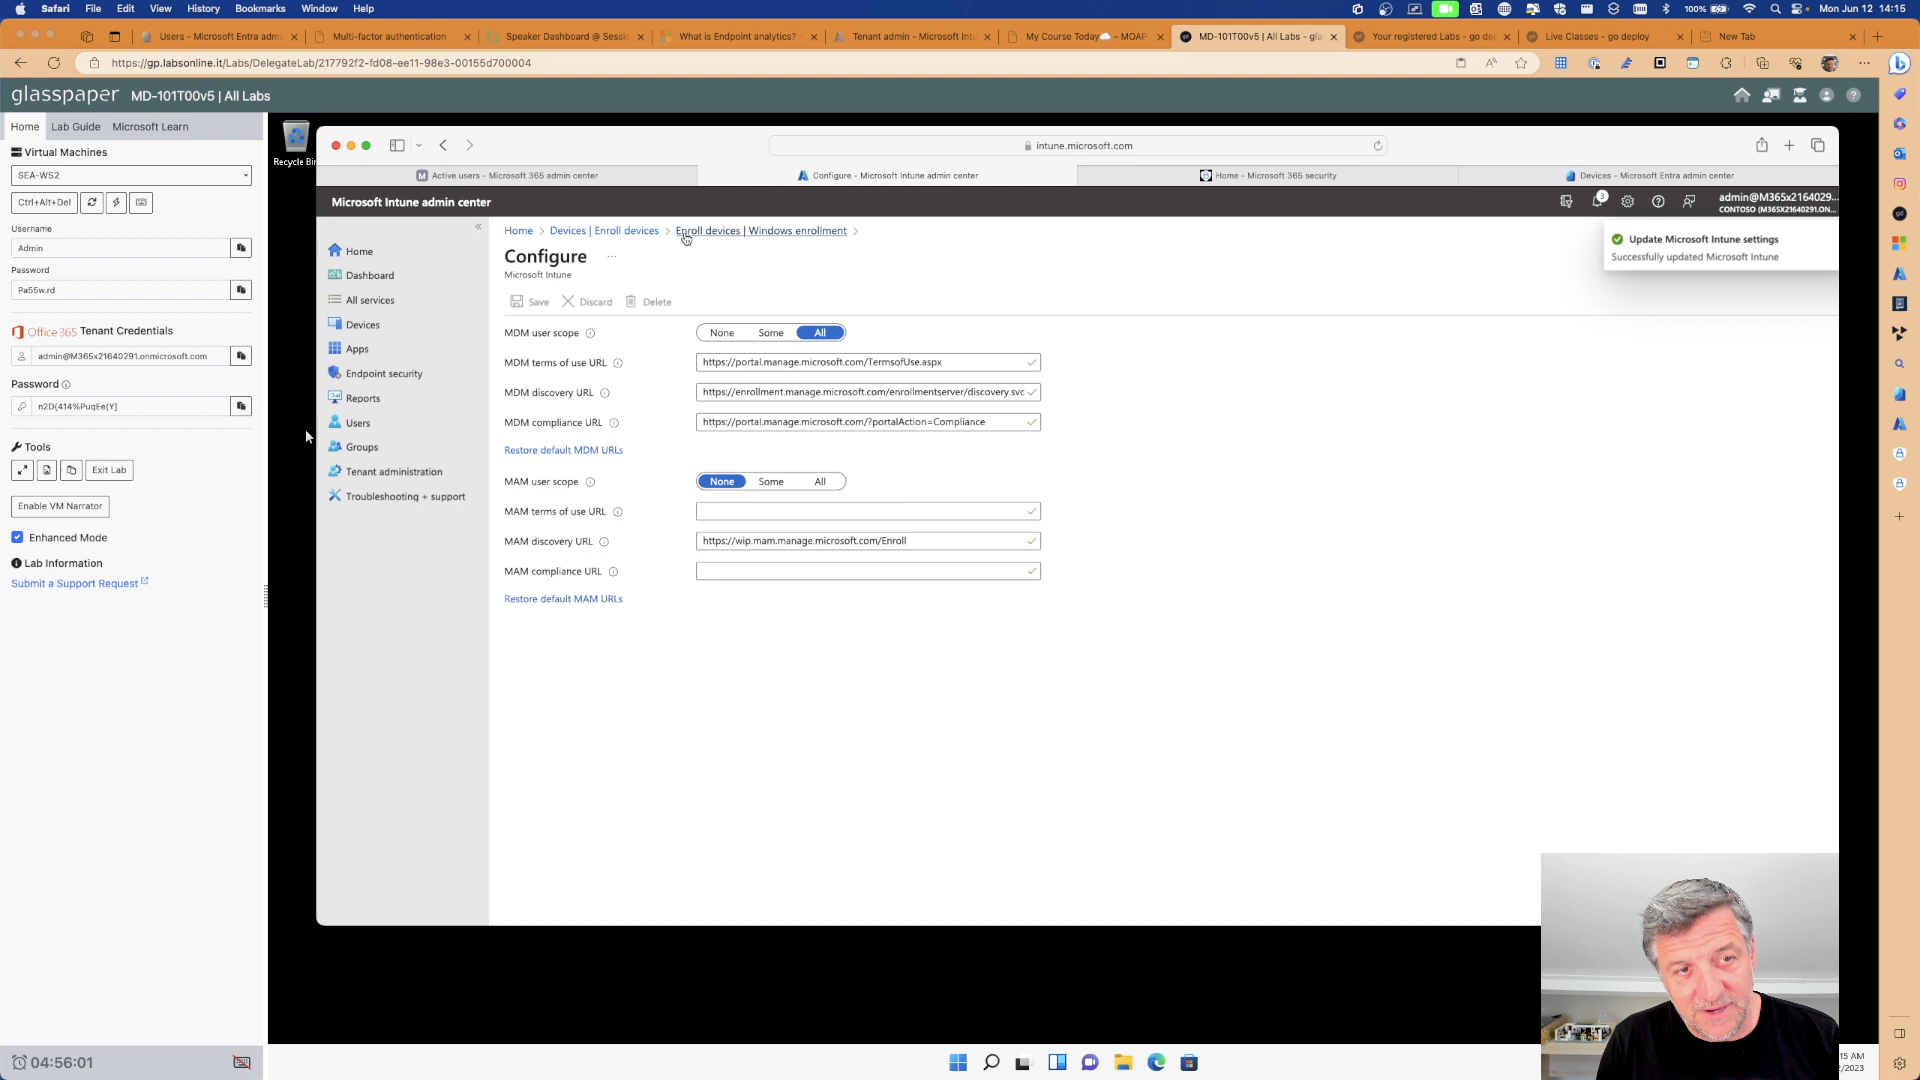 Safari File Edit View History Bookmarks Window Help
100% Mon Jun 12 14:15
Users - Microsoft Entra admi
Multi-factor authentication
Speaker Dashboard @ Sessio
What is Endpoint analytics? -
Tenant admin - Microsoft Int
My Course Today - MOAP
MD-101T00v5 | All Labs - gla
Your registered Labs - go de
Live Classes - go deploy
New Tab
https://gp.labsonline.it/Labs/DelegateLab/217792f2-fd08-ee11-98e3-00155d700004
glasspaper MD-101T00v5 | All Labs
Home Lab Guide Microsoft Learn
Virtual Machines
SEA-WS2
Ctrl+Alt+Del
Username
Admin
Password
Pa55w.rd
Office 365 Tenant Credentials
admin@M365x21640291.onmicrosoft.com
Password
n2D{414%PuqEe(Y]
Tools
Exit Lab
Enable VM Narrator
Enhanced Mode
Lab Information
Submit a Support Request
04:56:01
Recycle Bin
intune.microsoft.com
Active users - Microsoft 365 admin center
Configure - Microsoft Intune admin center
Home - Microsoft 365 security
Devices - Microsoft Entra admin center
Microsoft Intune admin center
3
admin@M365x2164029...
CONTOSO (M365X21640291.ON...
Update Microsoft Intune settings
Successfully updated Microsoft Intune
Home
Dashboard
All services
Devices
Apps
Endpoint security
Reports
Users
Groups
Tenant administration
Troubleshooting + support
Home > Devices | Enroll devices > Enroll devices | Windows enrollment >
Configure ...
Microsoft Intune
Save Discard Delete
MDM user scope None Some All
MDM terms of use URL https://portal.manage.microsoft.com/TermsofUse.aspx
MDM discovery URL https://enrollment.manage.microsoft.com/enrollmentserver/discovery.svc
MDM compliance URL https://portal.manage.microsoft.com/?portalAction=Compliance
Restore default MDM URLs
MAM user scope None Some All
MAM terms of use URL
MAM discovery URL https://wip.mam.manage.microsoft.com/Enroll
MAM compliance URL
Restore default MAM URLs
15 AM
/2023